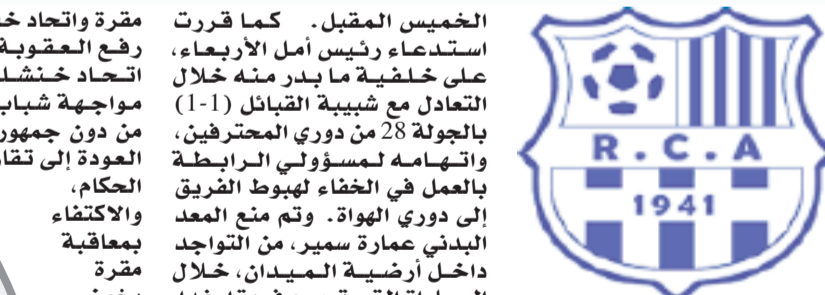 الخميس المقبل. كما قررت
استدعاء رئيس أمل الأربعاء،
على خلفية ما بدر منه خلال
التعادل مع شبيبة القبائل (1-1)
بالجولة 28 من دوري المحترفين،
واتهامه لمسؤولي الرابطة
بالعمل في الخفاء لهبوط الفريق
إلى دوري الهواة. وتم منع المعد
البدني عمارة سمير، من التواجد
داخل أرضية الميدان، خلال
مقرة واتحاد
رفع العقوبة
اتحاد
مواجهة شباب
من دون
العودة إلى
الحكام،
والاكتفاء
بمعاقبة
مقرة
R.C.A
1941